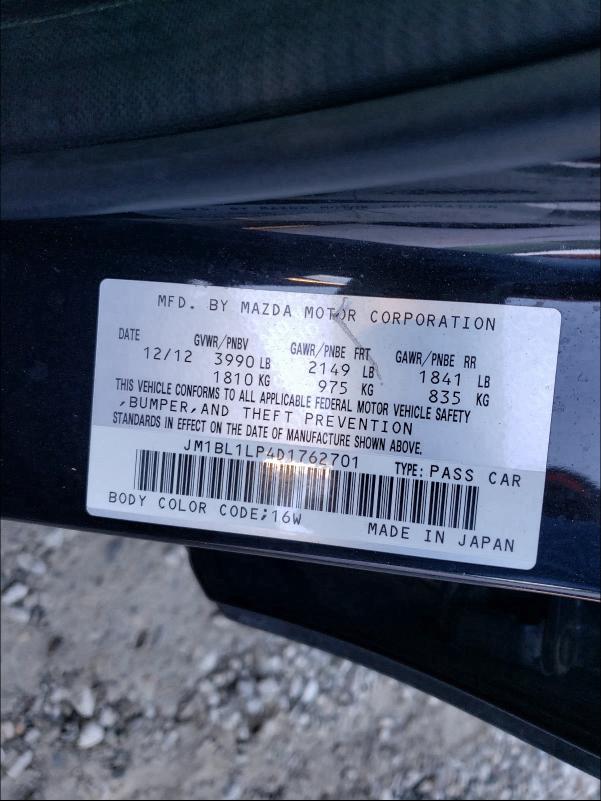 MFD. BY MAZDA MOTOR CORPORATION
DATE GVWR/PNBV GAWR/PNBE FRT GAWR/PNBE RR
12/12 3990 LB 2149 LB 1841 LB
1810 KG 975 KG 835 KG
THIS VEHICLE CONFORMS TO ALL APPLICABLE FEDERAL MOTOR VEHICLE SAFETY
,BUMPER,AND THEFT PREVENTION
STANDARDS IN EFFECT ON THE DATE OF MANUFACTURE SHOWN ABOVE.
JM1BL1LP4D1762701 TYPE: PASS CAR
BODY COLOR CODE;16W MADE IN JAPAN